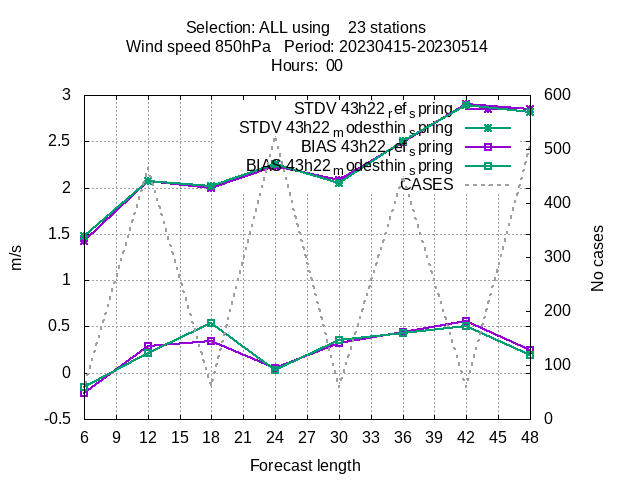 Selection: ALL using    23 stations
Wind speed 850hPa   Period: 20230415-20230514
Hours:  00
3 600
STDV 43h22_ref_spring
STDV 43h22_modesthin_spring
2.5 500
BIAS 43h22_ref_spring
BIAS 43h22_modesthin_spring
CASES
2 400
1.5 300
m/s
No cases
1 200
0.5
0 100
-0.5 0
6 9 12 15 18 21 24 27 30 33 36 39 42 45 48
Forecast length